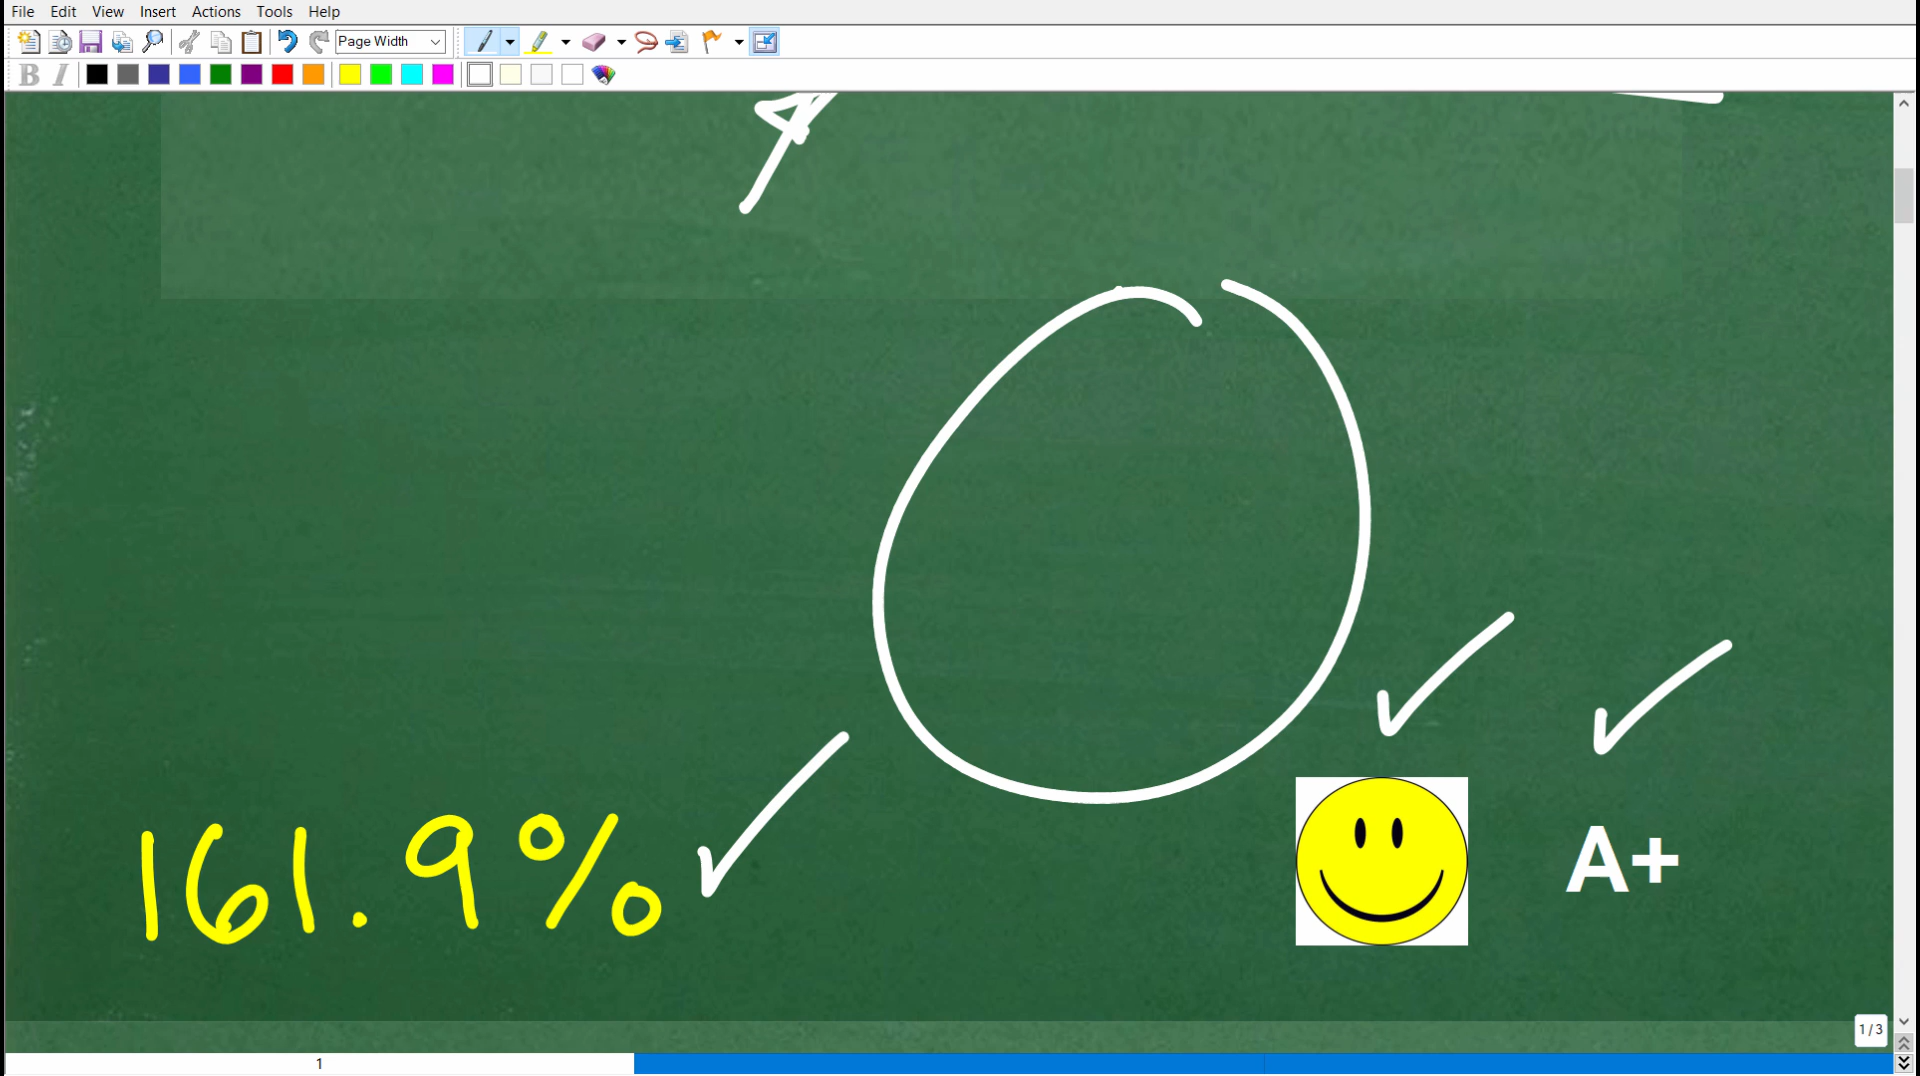 File Edit View Insert Actions Tools Help
Page Width
B I
161.9%
A+
1 / 3
1